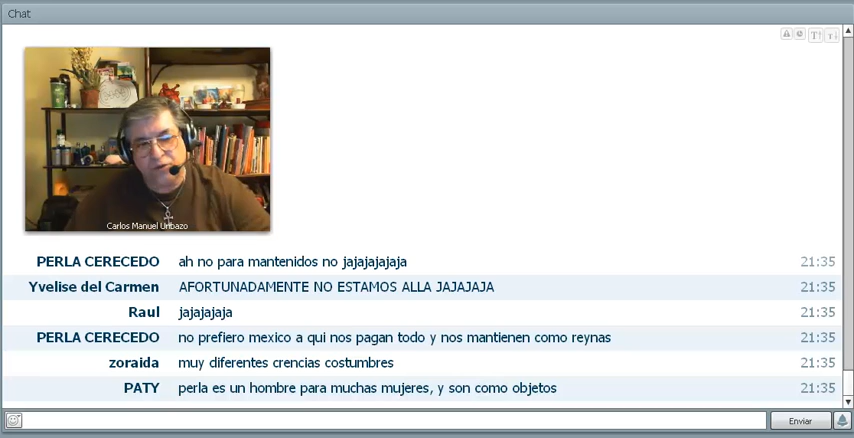 Chat
Carlos Manuel Uribazo
PERLA CERECEDO ah no para mantenidos no jajajajajaja 21:35
Yvelise del Carmen AFORTUNADAMENTE NO ESTAMOS ALLA JAJAJAJA 21:35
Raul jajajajaja 21:35
PERLA CERECEDO no prefiero mexico a qui nos pagan todo y nos mantienen como reynas 21:35
zoraida muy diferentes crencias costumbres 21:35
PATY perla es un hombre para muchas mujeres, y son como objetos 21:35
Enviar